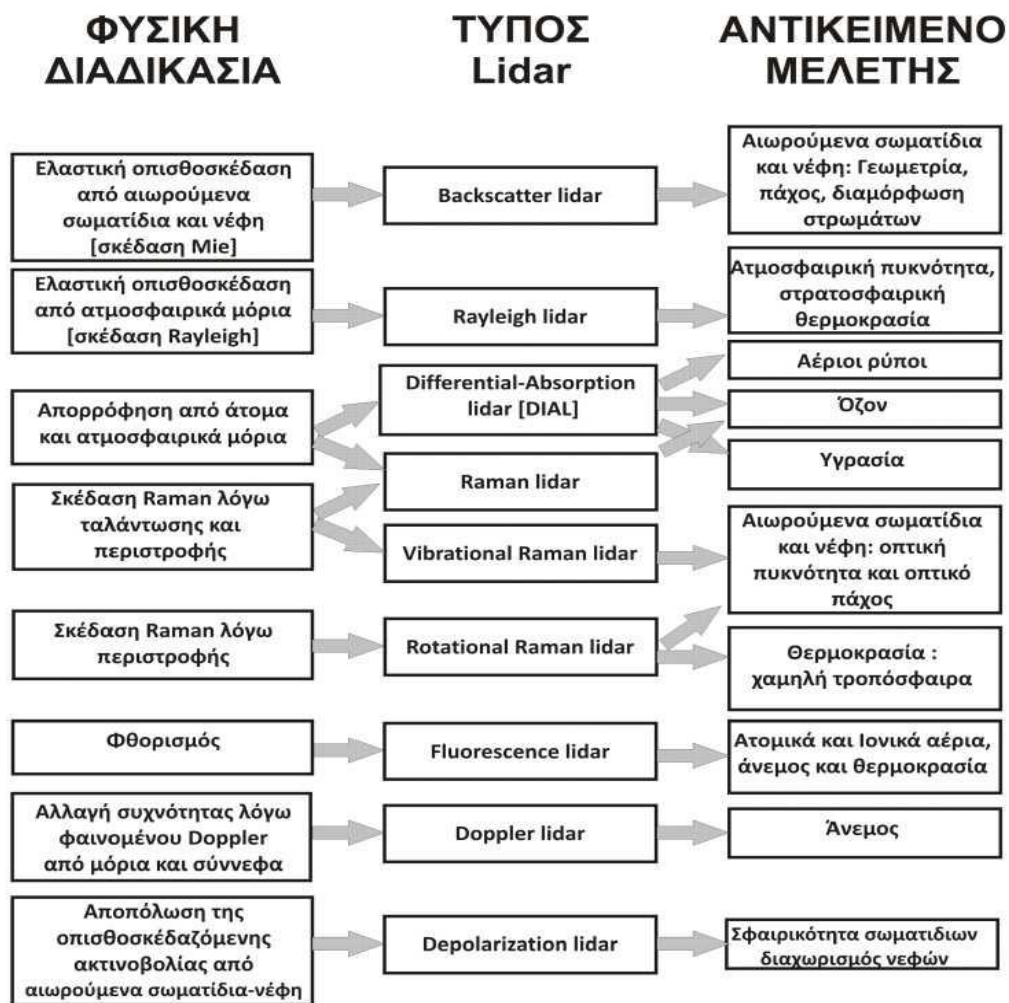 ΦΥΣΙΚΗ
ΔΙΑΔΙΚΑΣΙΑ
ΤΥΠΟΣ
Lidar
ΑΝΤΙΚΕΙΜΕΝΟ
ΜΕΛΕΤΗΣ
Ελαστική οπισθοσκέδαση
από αιωρούμενα
σωματίδια και νέφη
[σκέδαση Mie]
Backscatter lidar
Αιωρούμενα σωματίδια
και νέφη: Γεωμετρία,
πάχος, διαμόρφωση
στρωμάτων
Ελαστική οπισθοσκέδαση
από ατμοσφαιρικά μόρια
[σκέδαση Rayleigh]
Rayleigh lidar
Ατμοσφαιρική πυκνότητα,
στρατοσφαιρική
θερμοκρασία
Απορρόφηση από άτομα
και ατμοσφαιρικά μόρια
Differential-Absorption
lidar [DIAL]
Αέριοι ρύποι
Όζον
Υγρασία
Σκέδαση Raman λόγω
ταλάντωσης και
περιστροφής
Raman lidar
Vibrational Raman lidar
Αιωρούμενα σωματίδια
και νέφη: οπτική
πυκνότητα και οπτικό
πάχος
Σκέδαση Raman λόγω
περιστροφής
Rotational Raman lidar
Θερμοκρασία :
χαμηλή τροπόσφαιρα
Φθορισμός
Fluorescence lidar
Ατομικά και Ιονικά αέρια,
άνεμος και θερμοκρασία
Αλλαγή συχνότητας λόγω
φαινομένου Doppler
από μόρια και σύννεφα
Doppler lidar
Άνεμος
Αποπόλωση της
οπισθοσκέδαζόμενης
ακτινοβολίας από
αιωρούμενα σωματίδια-νέφη
Depolarization lidar
Σφαιρικότητα σωματιδιων
διαχωρισμός νεφών